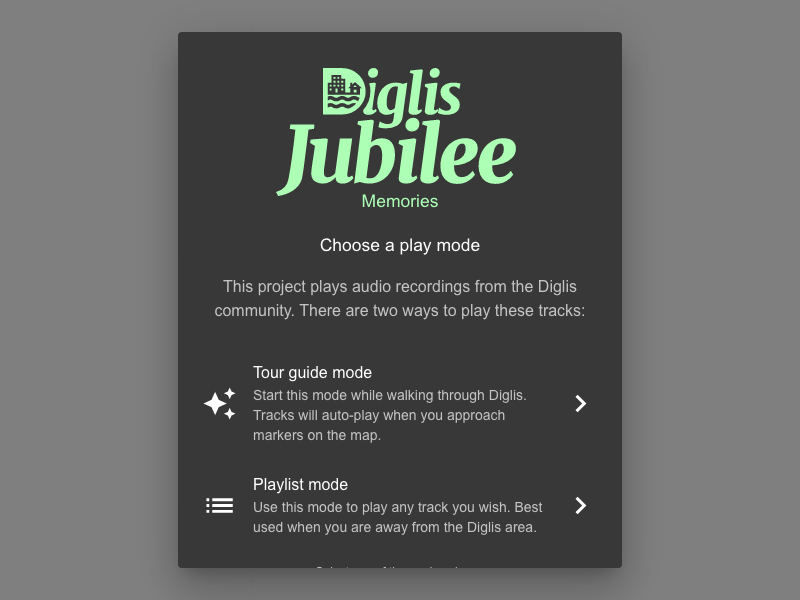 Diglis
Jubilee
Memories
Choose a play mode
This project plays audio recordings from the Diglis
community. There are two ways to play these tracks:
Tour guide mode
Start this mode while walking through Diglis.
Tracks will auto-play when you approach
markers on the map.
Playlist mode
Use this mode to play any track you wish. Best
used when you are away from the Diglis area.